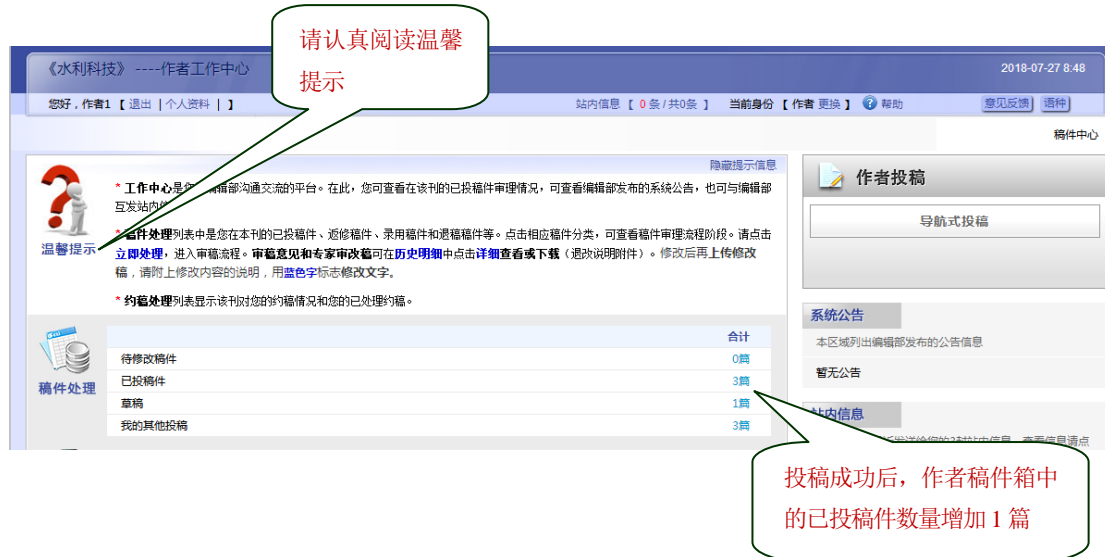 请认真阅读温馨
提示
《水利科技》 ----作者工作中心
2018-07-27 8:48
您好，作者1 【 退出 | 个人资料 | 】
站内信息 【 0 条 / 共0条 】 当前身份 【 作者 更换 】 帮助 意见反馈 语种
稿件中心
隐藏提示信息
* 工作中心是您 编辑部沟通交流的平台。在此，您可查看在该刊的已投稿件审理情况，可查看编辑部发布的系统公告，也可与编辑部
互发站内
* 稿件处理列表中是您在本刊的已投稿件、返修稿件、录用稿件和退稿稿件等。点击相应稿件分类，可查看稿件审理流程阶段。请点击
立即处理，进入审稿流程。审稿意见和专家审改稿可在历史明细中点击详细查看或下载（退改说明附件）。修改后再上传修改
稿，请附上修改内容的说明，用蓝色字标志修改文字。
* 约稿处理列表显示该刊对您的约稿情况和您的已处理约稿。
温馨提示
作者投稿
导航式投稿
稿件处理
合计
待修改稿件 0篇
已投稿件 3篇
草稿 1篇
我的其他投稿 3篇
系统公告
本区域列出编辑部发布的公告信息
暂无公告
站内信息
投稿成功后，作者稿件箱中
的已投稿件数量增加 1 篇